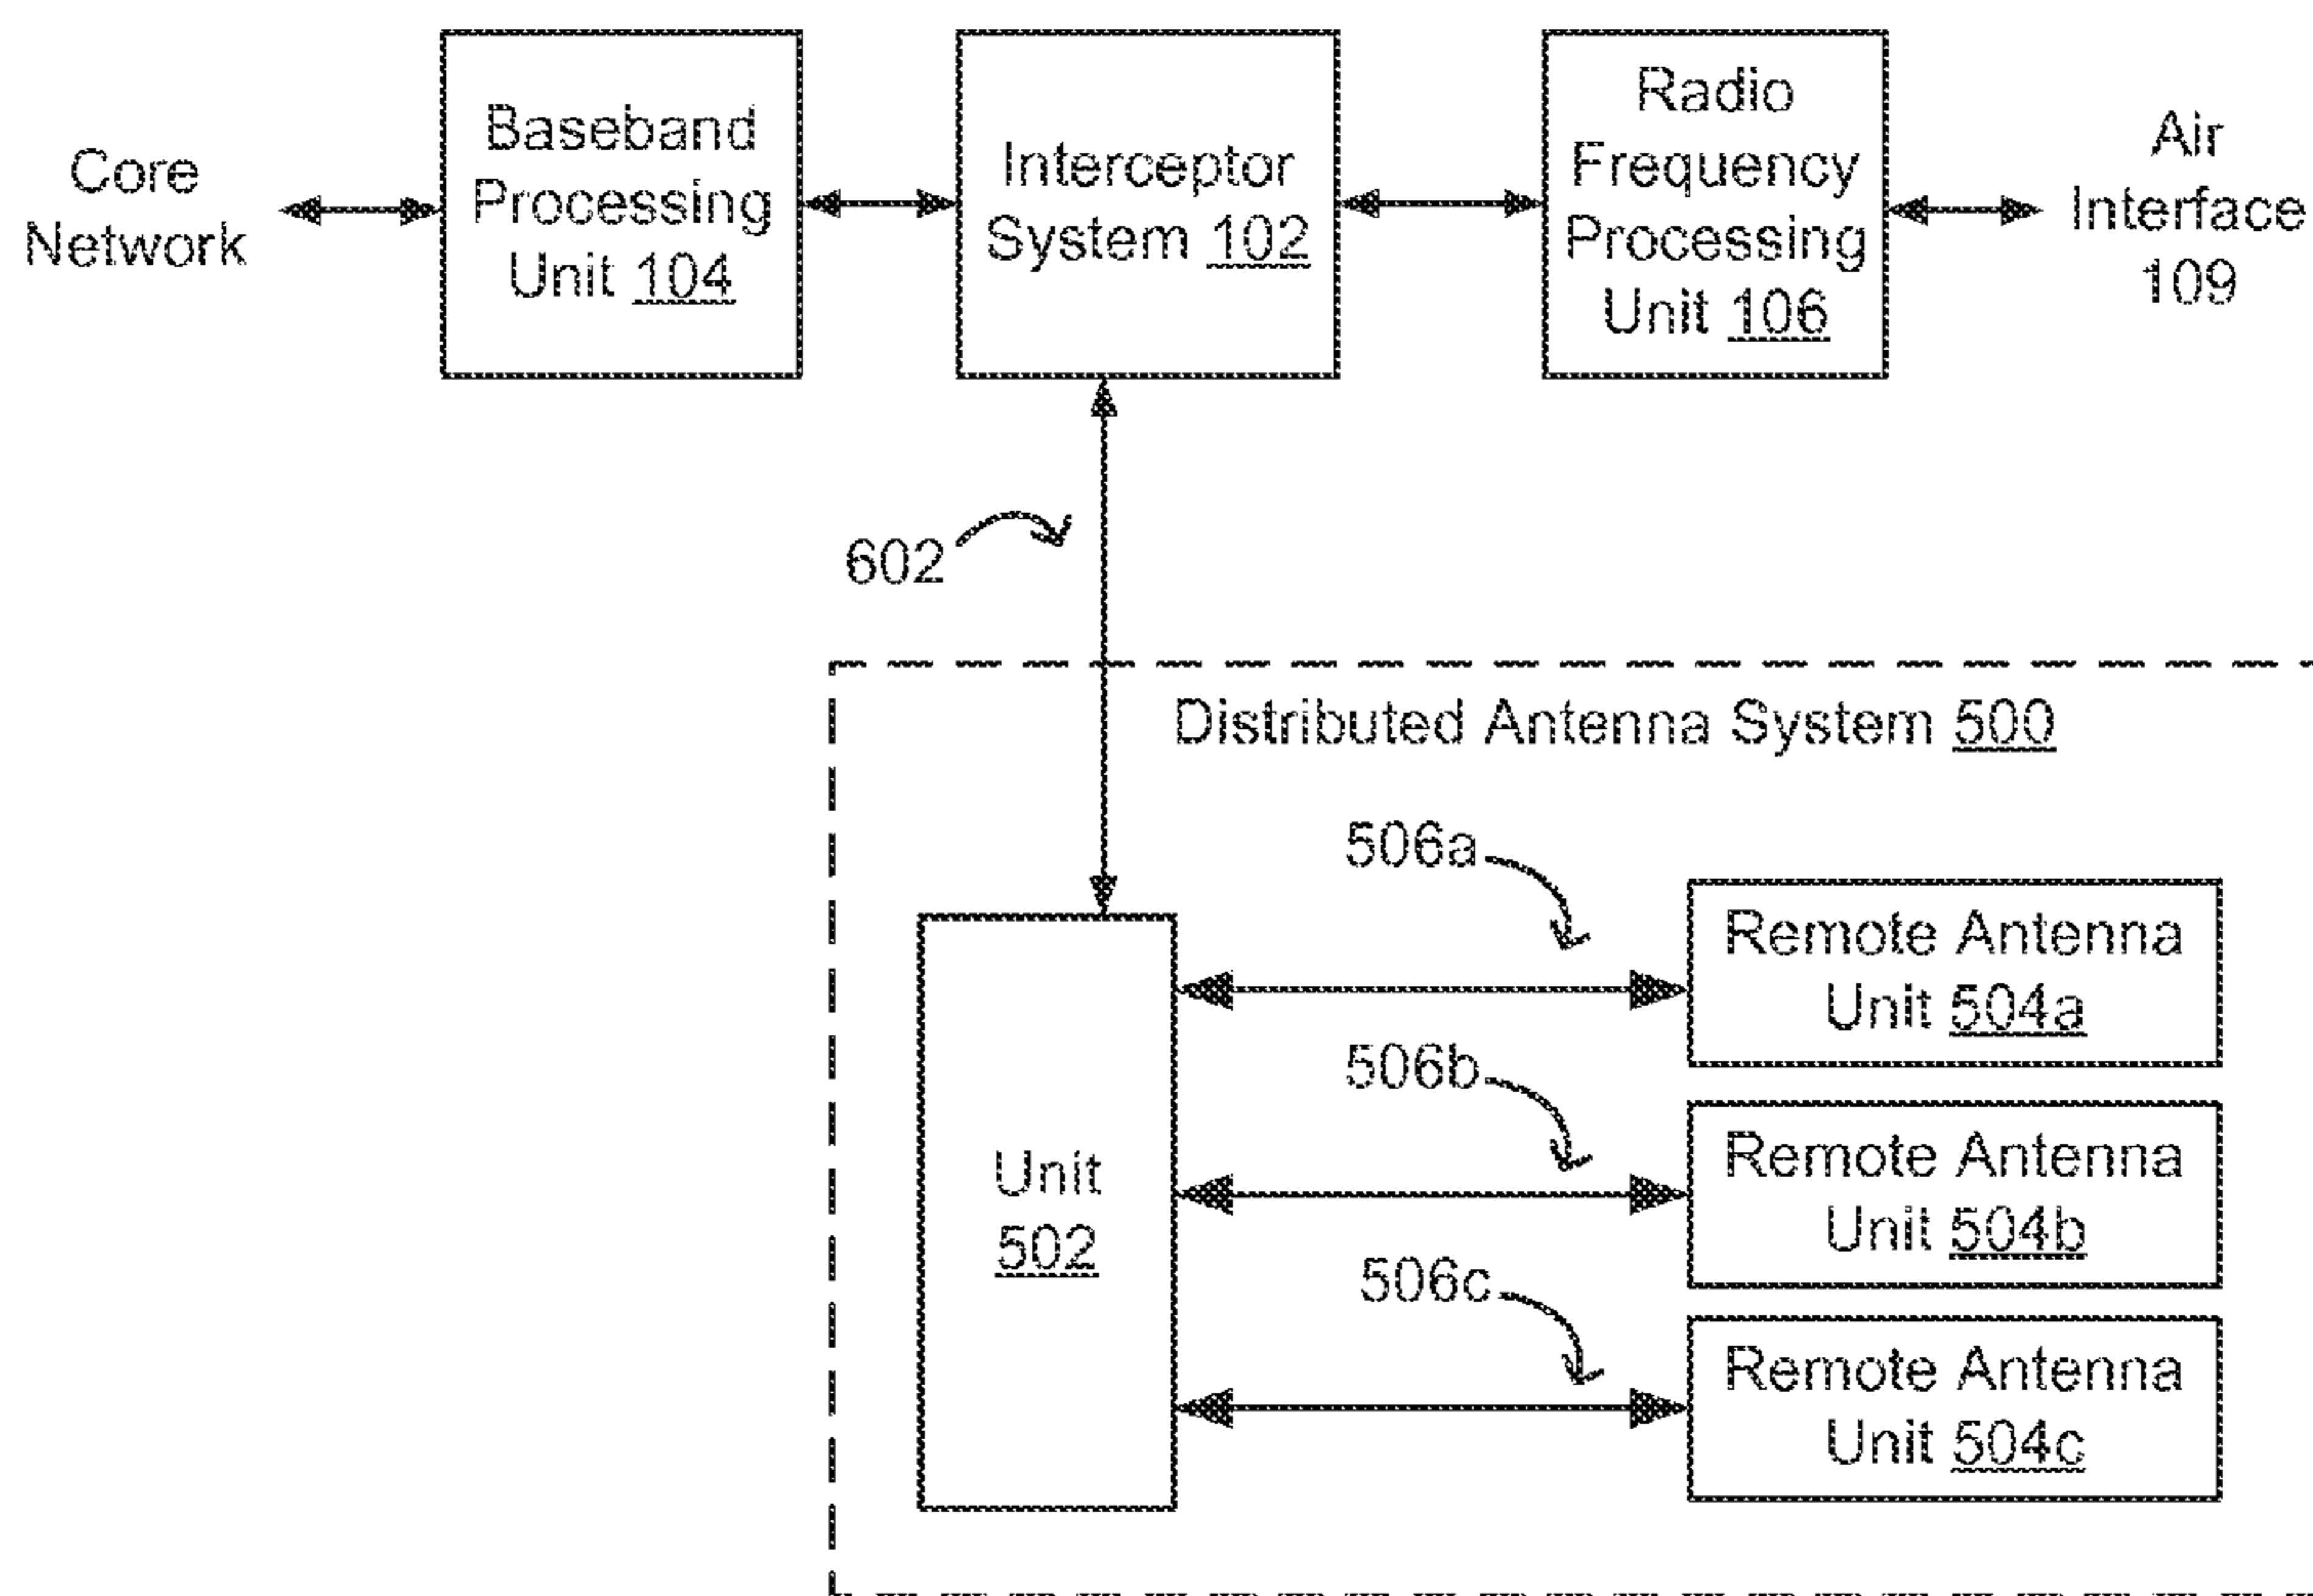 Core
Network
Baseband
Processing
Unit 104
Interceptor
System 102
Radio
Frequency
Processing
Unit 106
Air
Interface
109
602
Distributed Antenna System 500
Unit
502
506a
506b
506c
Remote Antenna
Unit 504a
Remote Antenna
Unit 504b
Remote Antenna
Unit 504c